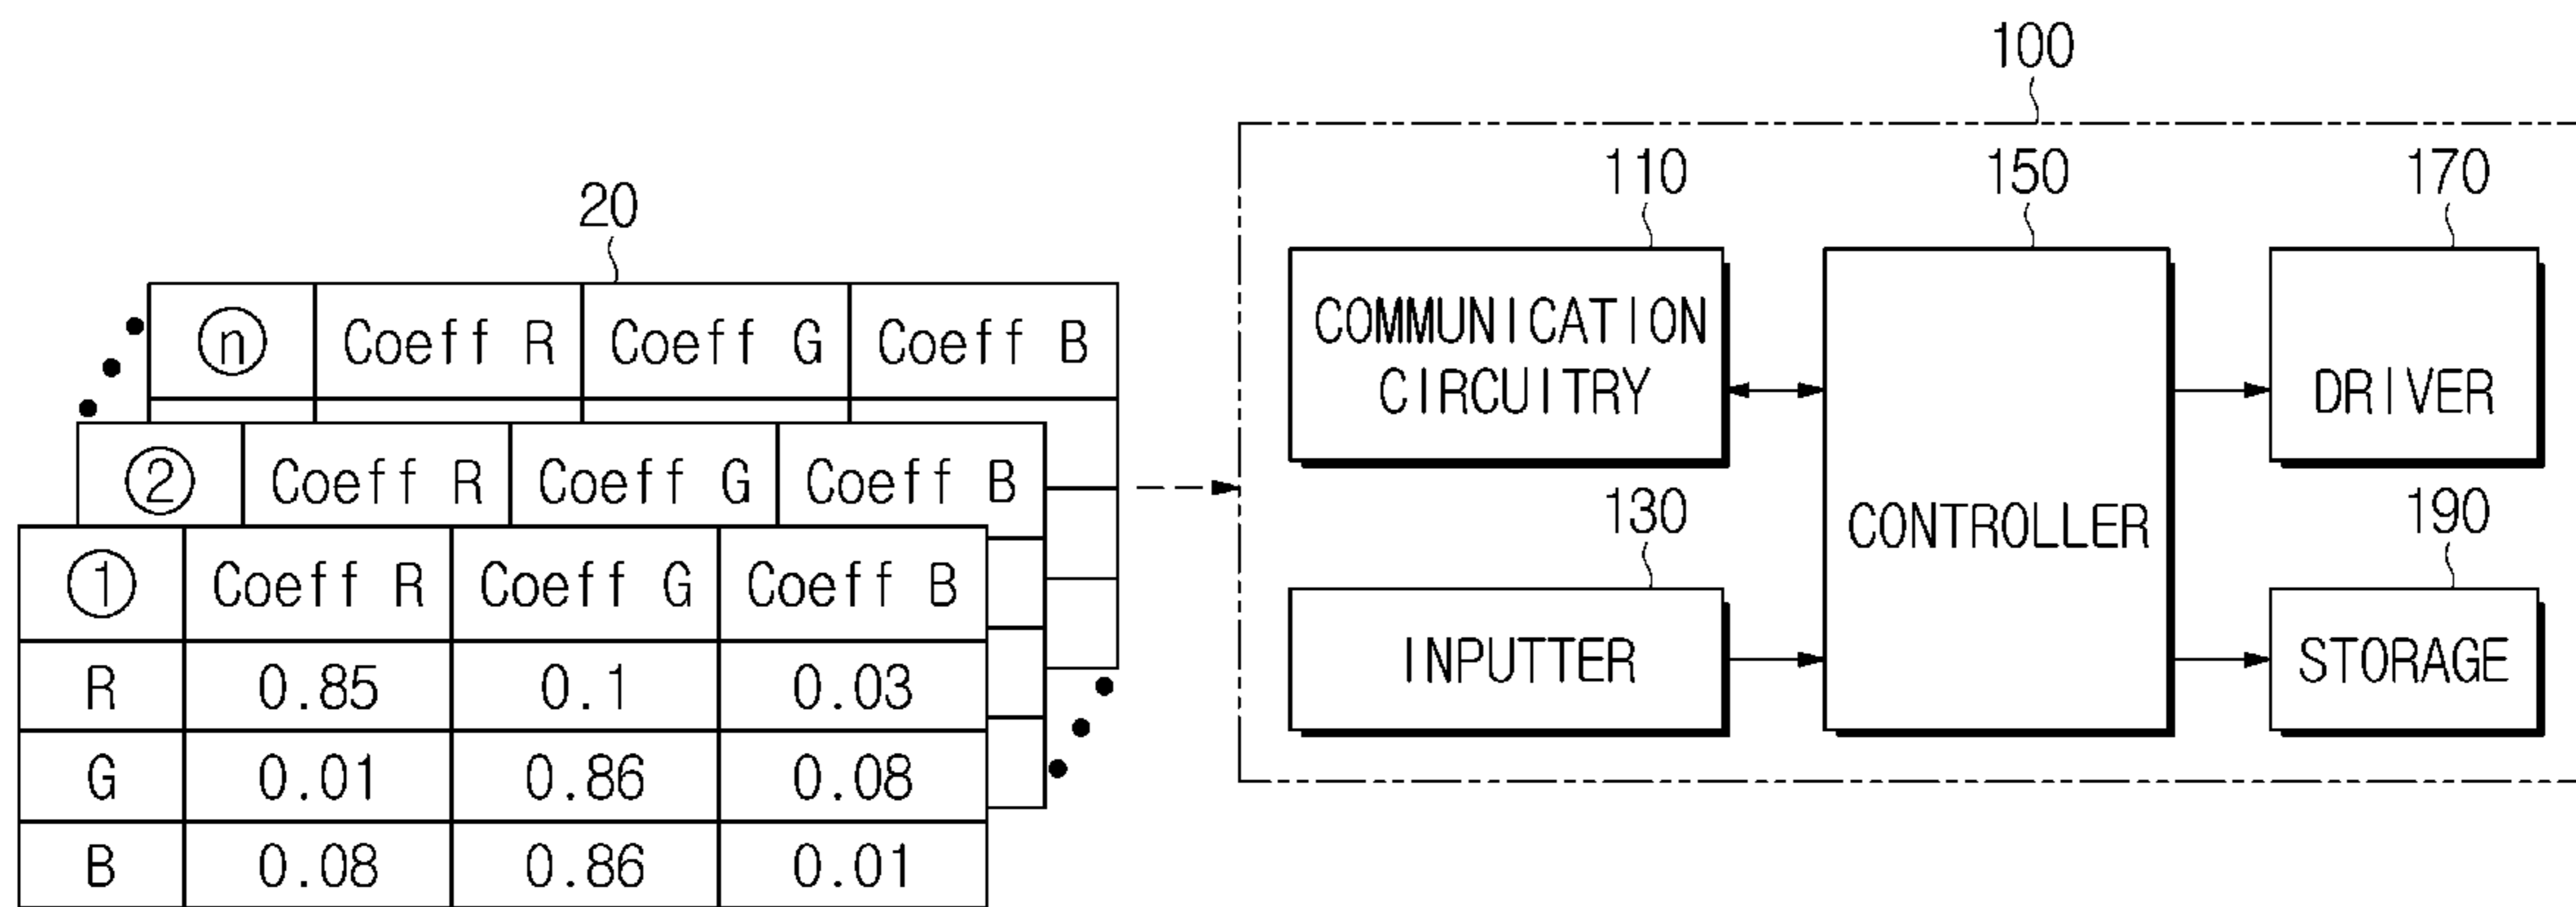 100
110 150 170
20
COMMUNICATION
CIRCUITRY
CONTROLLER
DRIVER
130 190
INPUTTER
STORAGE
ⓝ Coeff R Coeff G Coeff B
② Coeff R Coeff G Coeff B
① Coeff R Coeff G Coeff B
R 0.85 0.1 0.03
G 0.01 0.86 0.08
B 0.08 0.86 0.01